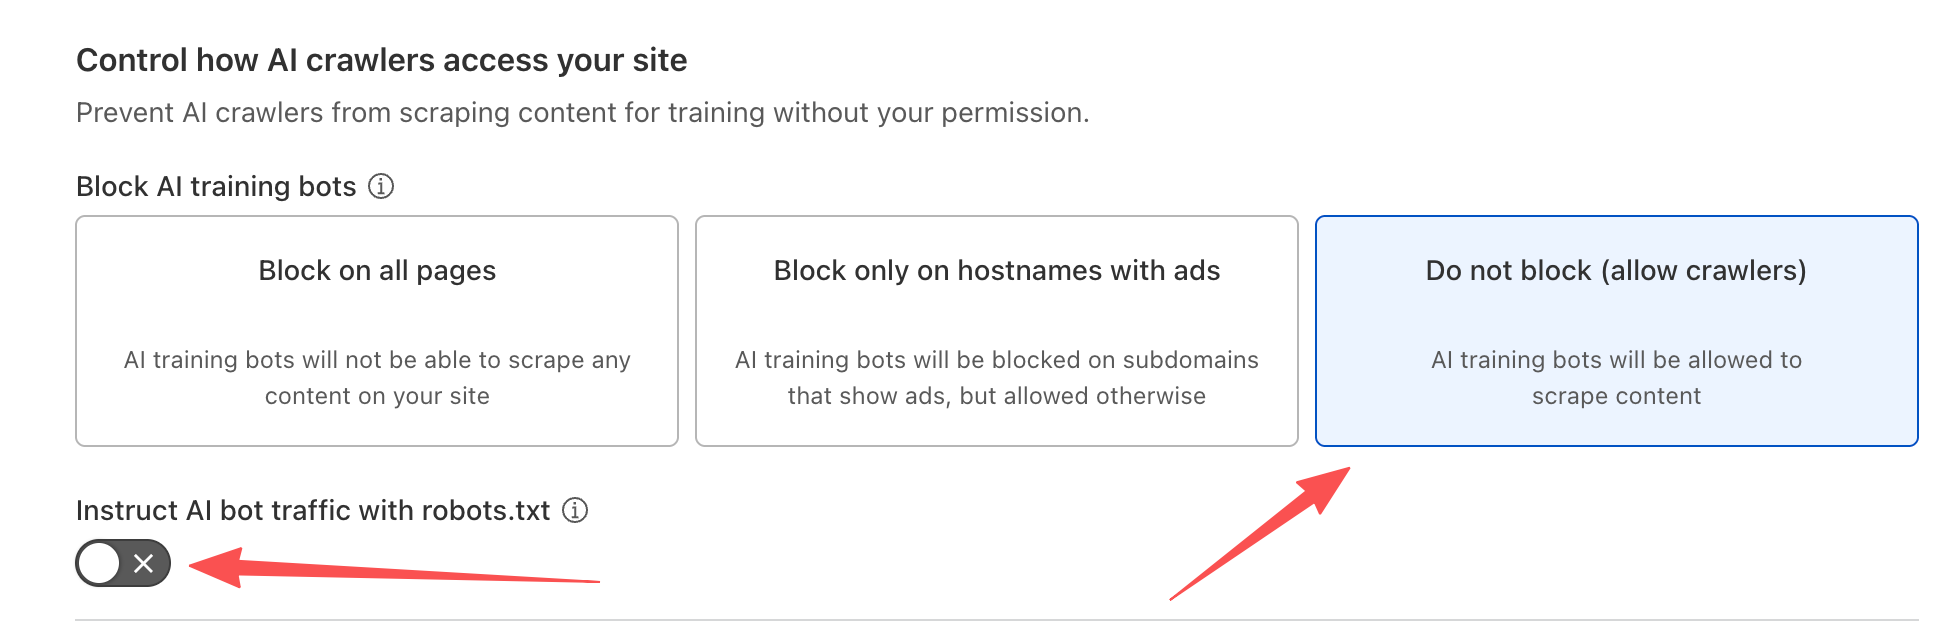 Control how AI crawlers access your site
Prevent AI crawlers from scraping content for training without your permission.
Block AI training bots
Block on all pages
AI training bots will not be able to scrape any
content on your site
Block only on hostnames with ads
AI training bots will be blocked on subdomains
that show ads, but allowed otherwise
Do not block (allow crawlers)
AI training bots will be allowed to
scrape content
Instruct AI bot traffic with robots.txt